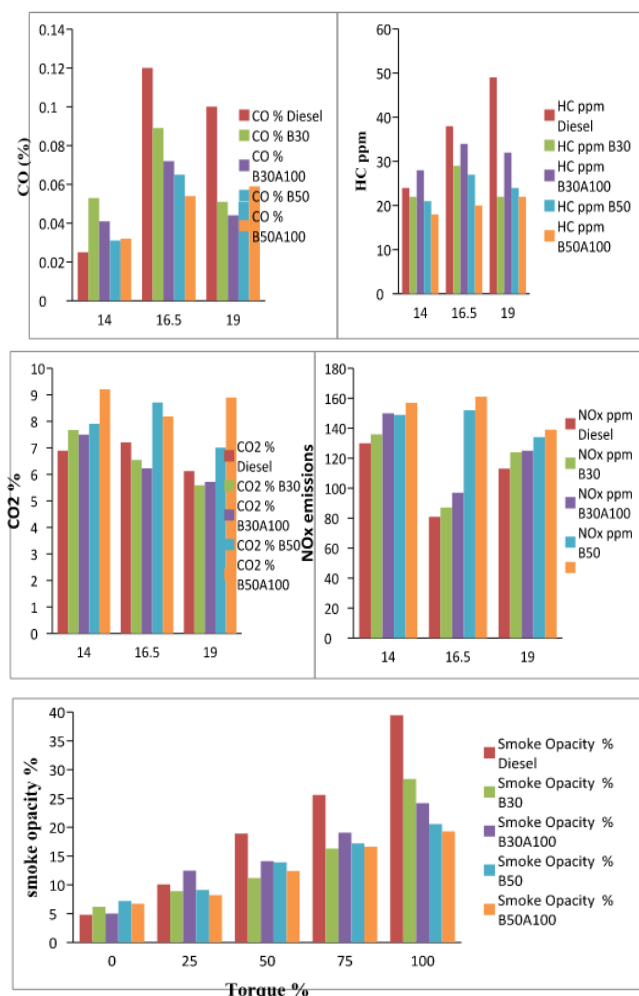 0.14
0.12
0.1
0.08
0.06
0.04
0.02
0
CO (%)
14 16.5 19
CO % Diesel
CO % B30
CO %
B30A100
CO % B50
CO %
B50A100
60
50
40
30
20
10
0
HC ppm
14 16.5 19
HC ppm
Diesel
HC ppm B30
HC ppm
B30A100
HC ppm B50
HC ppm
B50A100
10
9
8
7
6
5
4
3
2
1
0
CO2 %
14 16.5 19
CO2 %
Diesel
CO2 % B30
CO2 %
B30A100
CO2 % B50
CO2 %
B50A100
180
160
140
120
100
80
60
40
20
0
NOx emissions
14 16.5 19
NOx ppm
Diesel
NOx ppm
B30
NOx ppm
B30A100
NOx ppm
B50
40
35
30
25
20
15
10
5
0
smoke opacity %
0 25 50 75 100
Torque %
Smoke Opacity %
Diesel
Smoke Opacity %
B30
Smoke Opacity %
B30A100
Smoke Opacity %
B50
Smoke Opacity %
B50A100